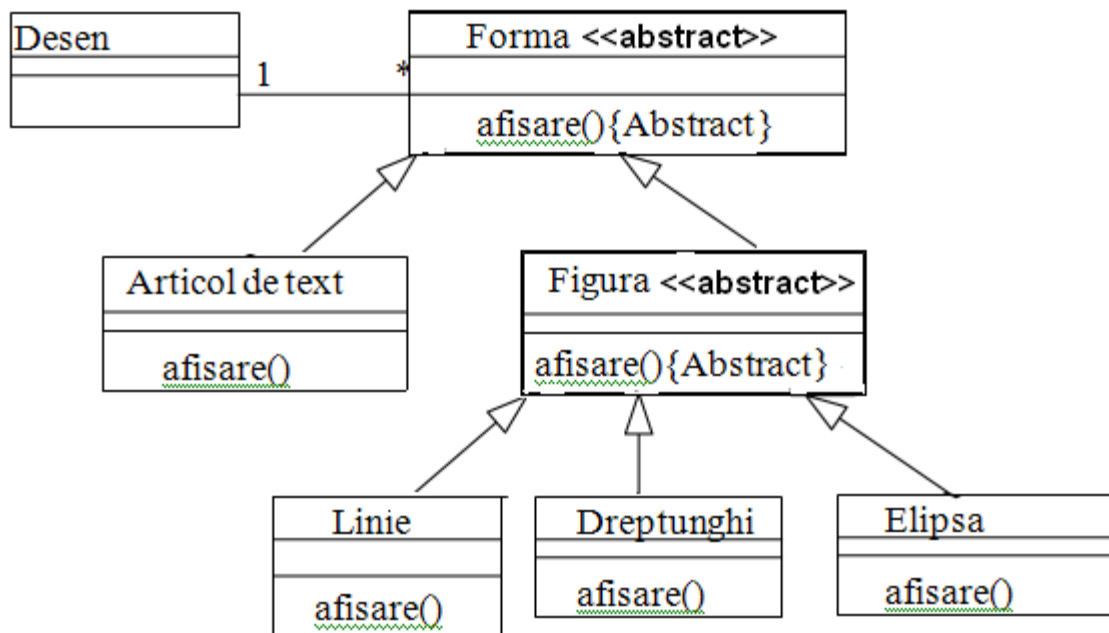 Desen
Forma <<abstract>>
1
*
afisare(){Abstract}
Articol de text
afisare()
Figura <<abstract>>
afisare(){Abstract}
Linie
afisare()
Dreptunghi
afisare()
Elipsa
afisare()